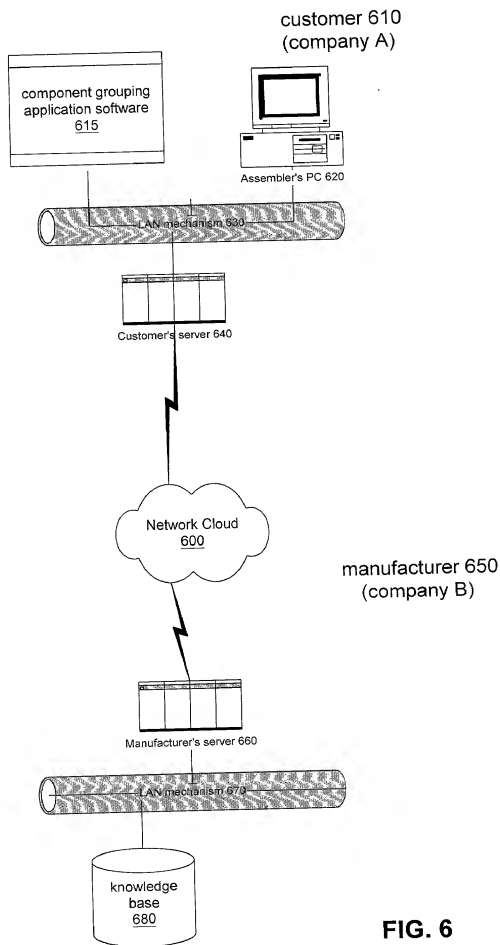 customer 610
(company A)
component grouping
application software
615
Assembler's PC 620
LAN mechanism 630
Customer's server 640
Network Cloud
600
manufacturer 650
(company B)
Manufacturer's server 660
LAN mechanism 670
knowledge
base
680
FIG. 6